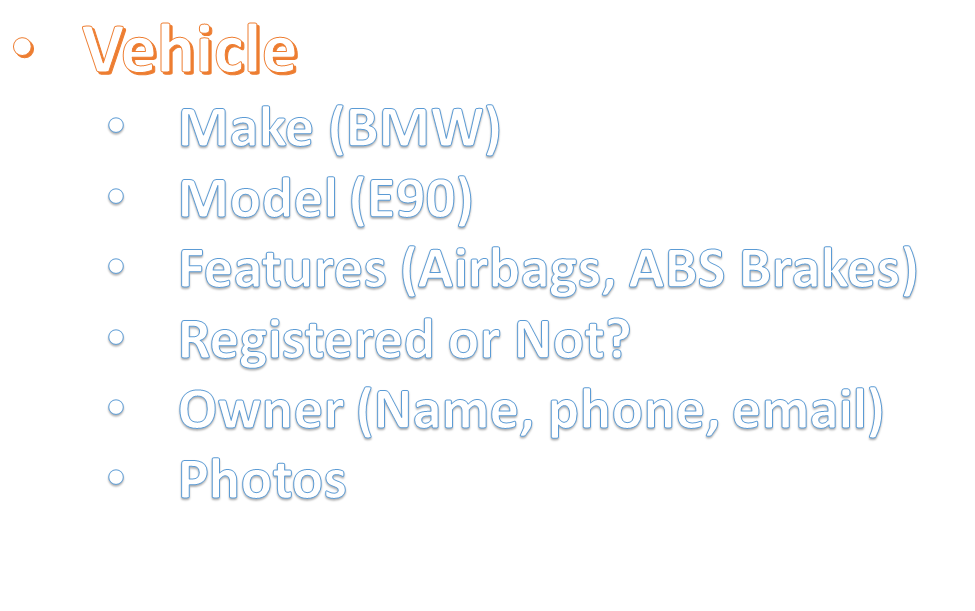 • Vehicle
• Make (BMW)
• Model (E90)
• Features (Airbags, ABS Brakes)
• Registered or Not?
• Owner (Name, phone, email)
• Photos